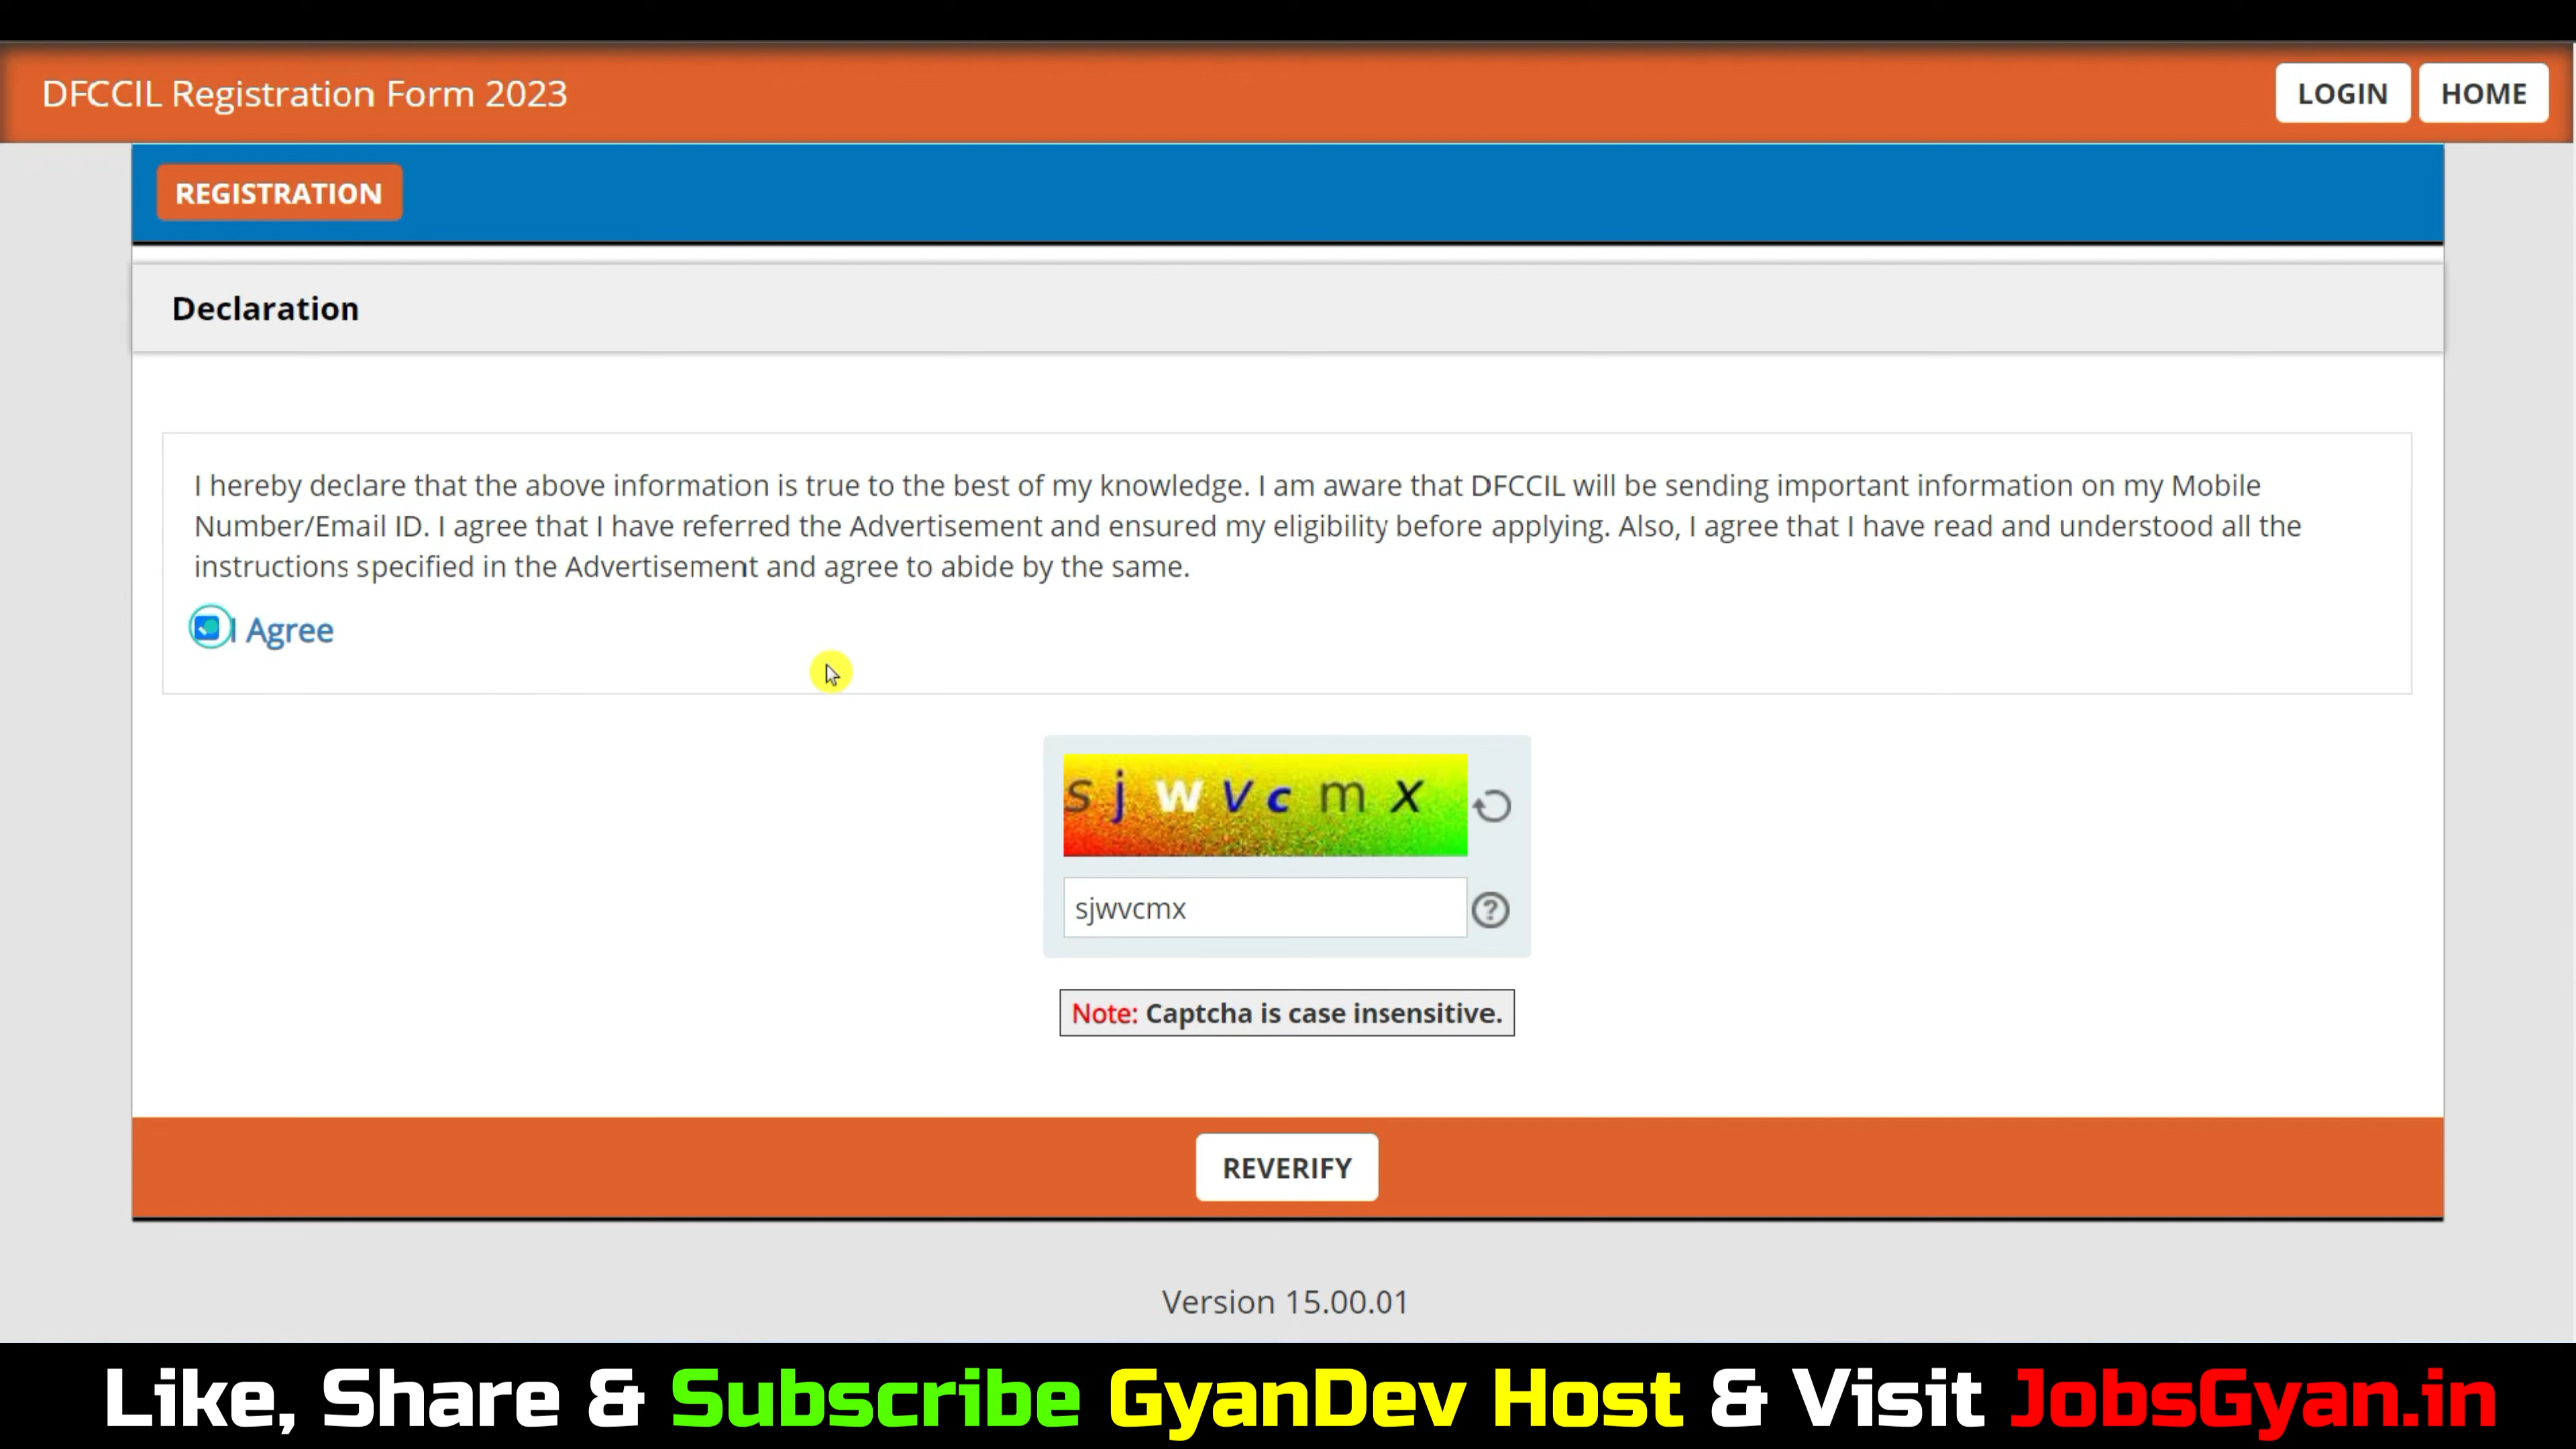 DFCCIL Registration Form 2023
LOGIN
HOME
REGISTRATION
Declaration
I hereby declare that the above information is true to the best of my knowledge. I am aware that DFCCIL will be sending important information on my Mobile
Number/Email ID. I agree that I have referred the Advertisement and ensured my eligibility before applying. Also, I agree that I have read and understood all the
instructions specified in the Advertisement and agree to abide by the same.
I Agree
s j w v c m x
sjwvcmx
?
Note: Captcha is case insensitive.
REVERIFY
Version 15.00.01
Like, Share & Subscribe GyanDev Host & Visit JobsGyan.in